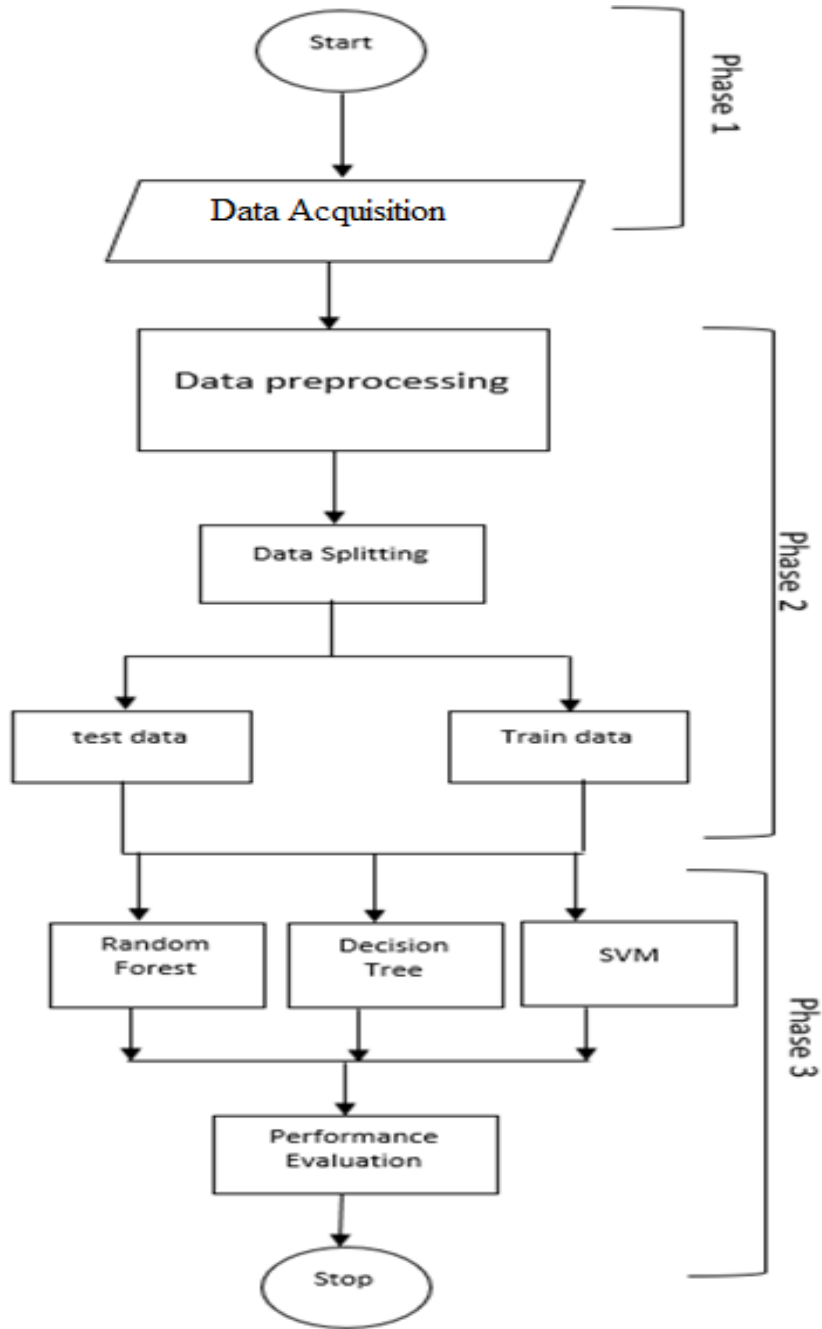 Start
Phase 1
Data Acquisition
Data preprocessing
Data Splitting
Phase 2
test data
Train data
Random
Forest
Decision
Tree
SVM
Phase 3
Performance
Evaluation
Stop